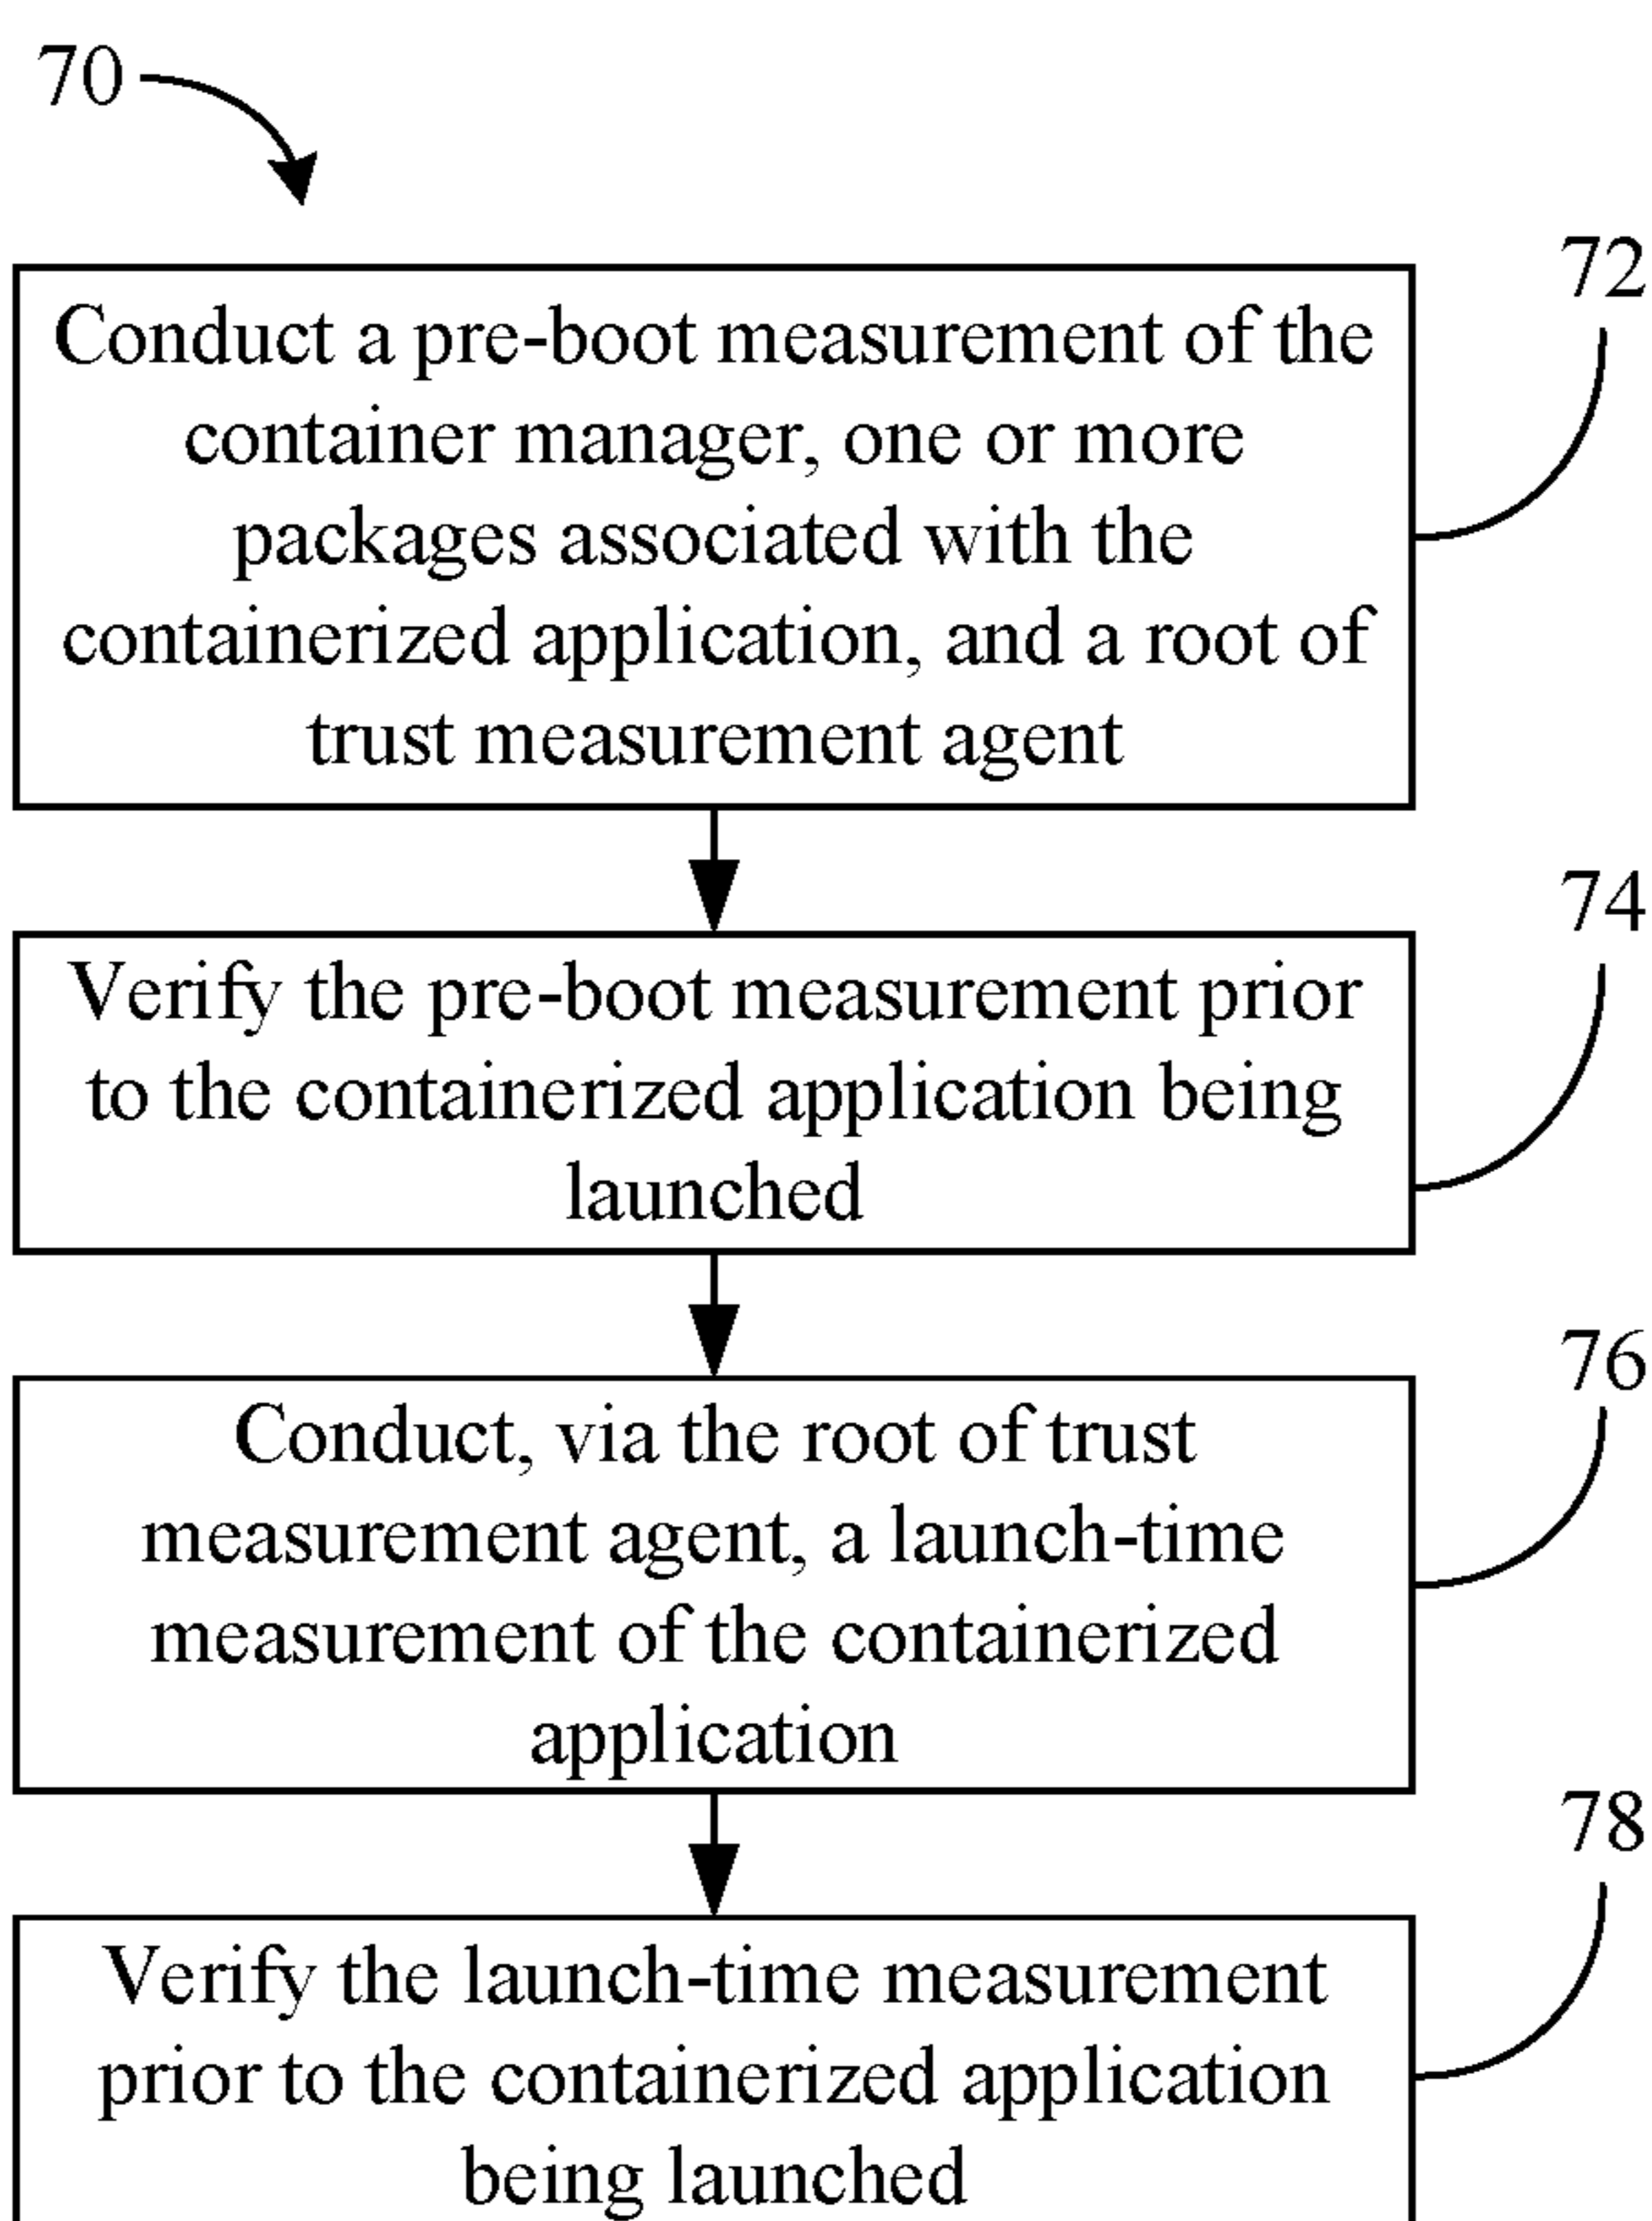 70
72
Conduct a pre-boot measurement of the
container manager, one or more
packages associated with the
containerized application, and a root of
trust measurement agent
74
Verify the pre-boot measurement prior
to the containerized application being
launched
76
Conduct, via the root of trust
measurement agent, a launch-time
measurement of the containerized
application
78
Verify the launch-time measurement
prior to the containerized application
being launched